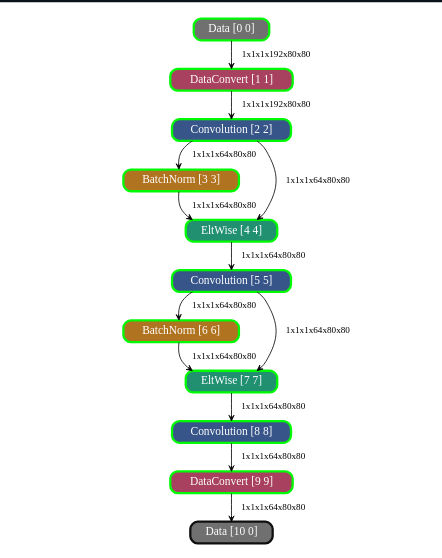 Data [0 0]
1x1x1x192x80x80
DataConvert [1 1]
1x1x1x192x80x80
Convolution [2 2]
1x1x1x64x80x80
BatchNorm [3 3]
1x1x1x64x80x80
1x1x1x64x80x80
EltWise [4 4]
1x1x1x64x80x80
Convolution [5 5]
1x1x1x64x80x80
BatchNorm [6 6]
1x1x1x64x80x80
1x1x1x64x80x80
EltWise [7 7]
1x1x1x64x80x80
Convolution [8 8]
1x1x1x64x80x80
DataConvert [9 9]
1x1x1x64x80x80
Data [10 0]